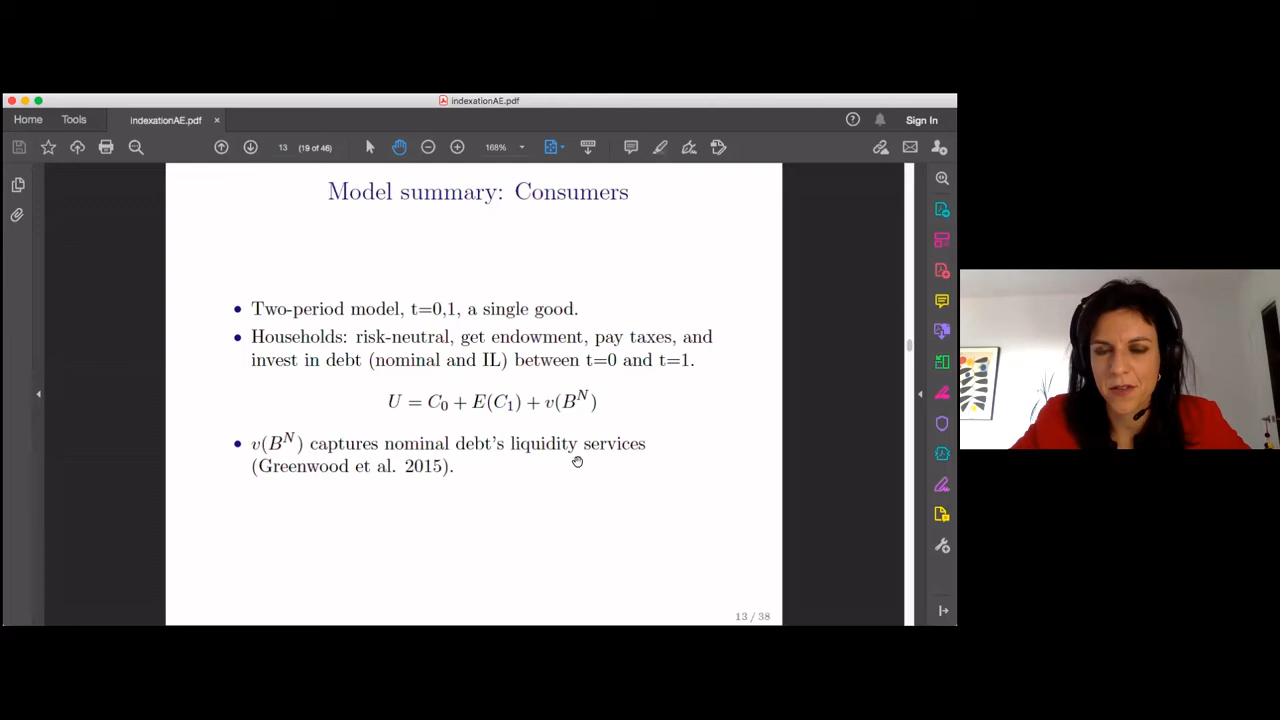 indexationAE.pdf
Home Tools indexationAE.pdf × Sign In
13 (19 of 46) 168%
Model summary: Consumers
• Two-period model, t=0,1, a single good.
• Households: risk-neutral, get endowment, pay taxes, and
invest in debt (nominal and IL) between t=0 and t=1.
U = C₀ + E(C₁) + v(Bᴺ)
• v(Bᴺ) captures nominal debt's liquidity services
(Greenwood et al. 2015).
13 / 38